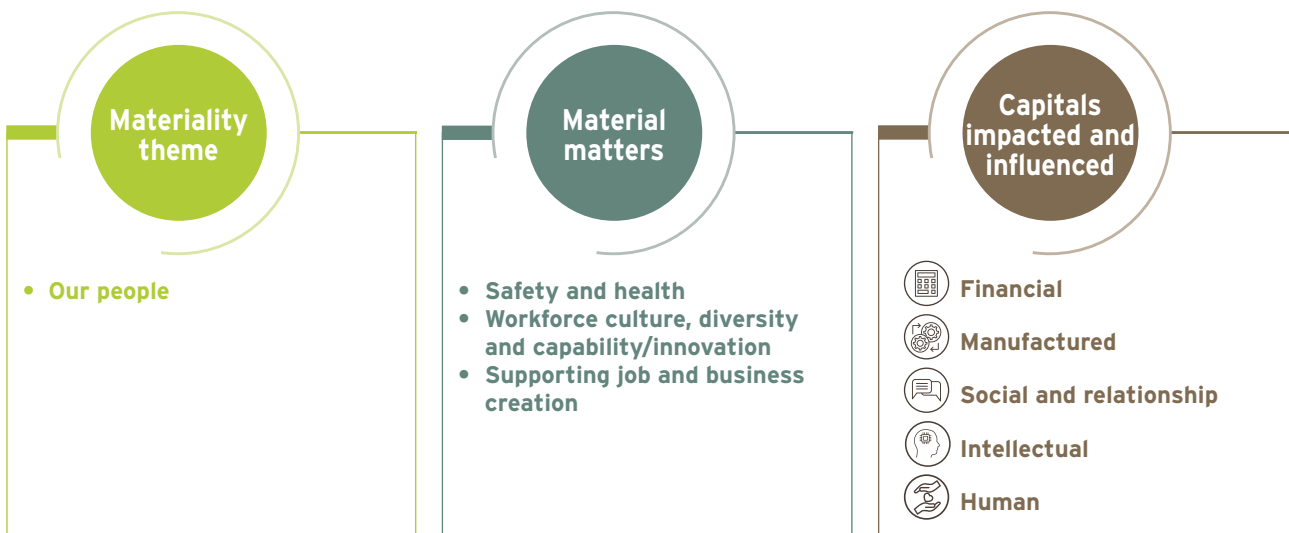 Materiality
theme
• Our people
Material
matters
• Safety and health
• Workforce culture, diversity
and capability/innovation
• Supporting job and business
creation
Capitals
impacted and
influenced
Financial
Manufactured
Social and relationship
Intellectual
Human